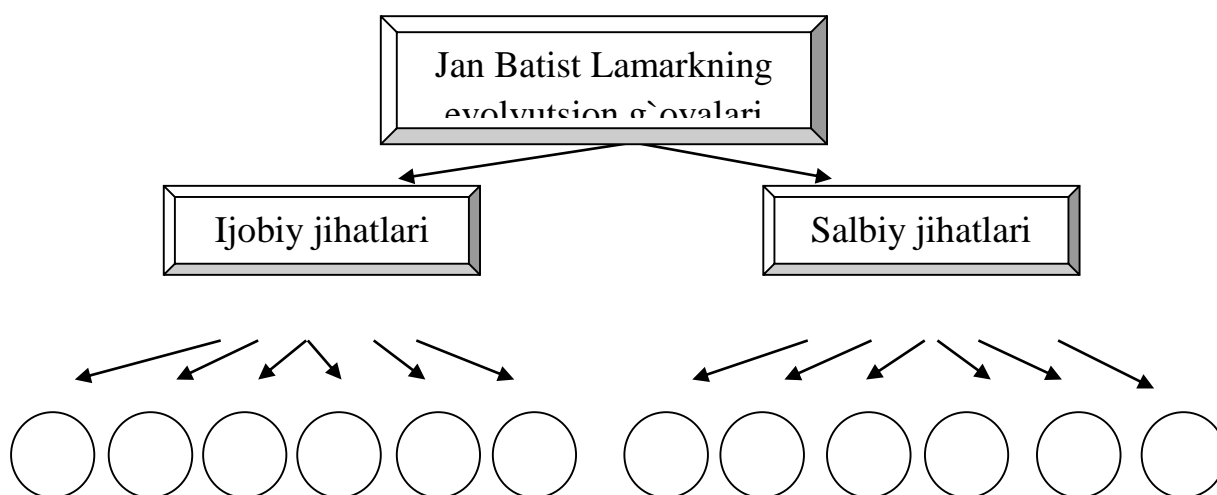 Jan Batist Lamarkning
evolyutsion g`oyalari
Ijobiy jihatlari
Salbiy jihatlari